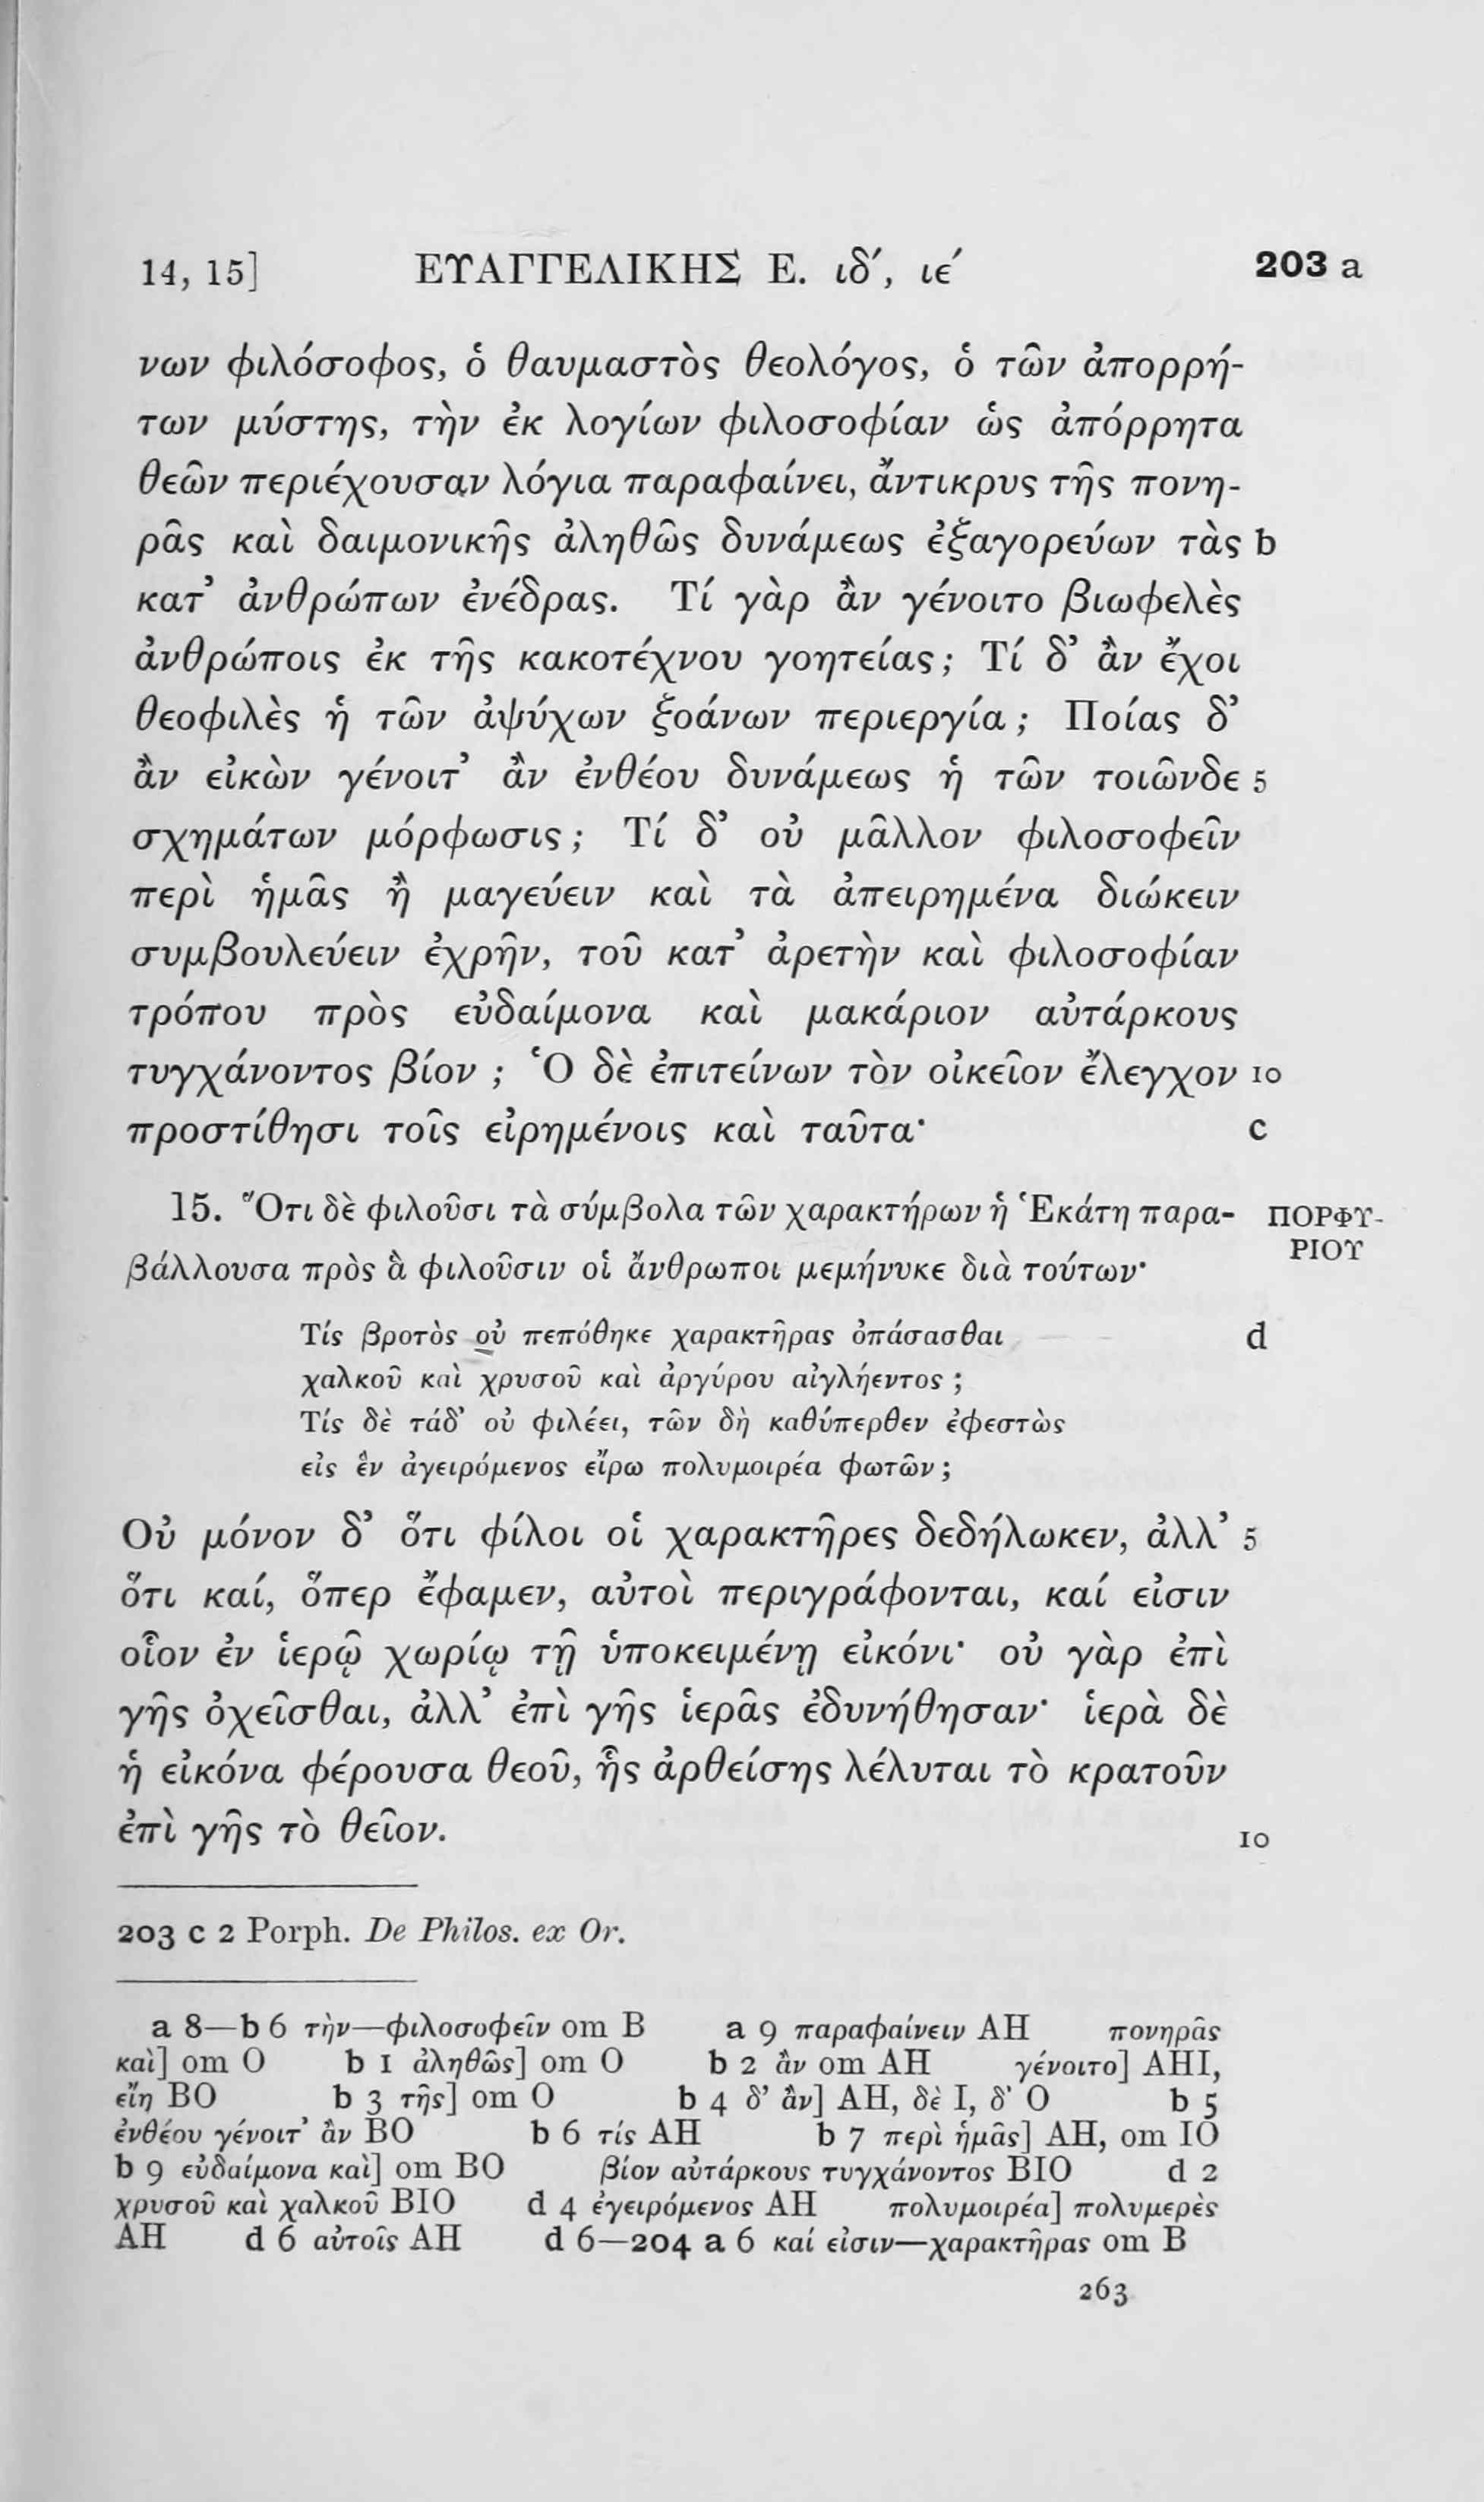 14, 15] ΕΥΑΓΓΕΛΙΚΗΣ Ε. ιδ′, ιε′ 203 a
νων φιλόσοφος, ὁ θαυμαστὸς θεολόγος, ὁ τῶν ἀπορρή-
των μύστης, τὴν ἐκ λογίων φιλοσοφίαν ὡς ἀπόρρητα
θεῶν περιέχουσαν λόγια παραφαίνει, ἄντικρυς τῆς πονη-
ρᾶς καὶ δαιμονικῆς ἀληθῶς δυνάμεως ἐξαγορεύων τὰς b
κατ’ ἀνθρώπων ἐνέδρας. Τί γὰρ ἂν γένοιτο βιωφελὲς
ἀνθρώποις ἐκ τῆς κακοτέχνου γοητείας; Τί δ’ ἂν ἔχοι
θεοφιλὲς ἡ τῶν ἀψύχων ξοάνων περιεργία; Ποίας δ’
ἂν εἰκὼν γένοιτ’ ἂν ἐνθέου δυνάμεως ἡ τῶν τοιῶνδε 5
σχημάτων μόρφωσις; Τί δ’ οὐ μᾶλλον φιλοσοφεῖν
περὶ ἡμᾶς ἢ μαγεύειν καὶ τὰ ἀπειρημένα διώκειν
συμβουλεύειν ἐχρῆν, τοῦ κατ’ ἀρετὴν καὶ φιλοσοφίαν
τρόπου πρὸς εὐδαίμονα καὶ μακάριον αὐτάρκους
τυγχάνοντος βίον; Ὁ δὲ ἐπιτείνων τὸν οἰκεῖον ἔλεγχον 10
προστίθησι τοῖς εἰρημένοις καὶ ταῦτα· c
15. Ὅτι δὲ φιλοῦσι τὰ σύμβολα τῶν χαρακτήρων ἡ Ἑκάτη παρα- ΠΟΡΦΥ-
βάλλουσα πρὸς ἃ φιλοῦσιν οἱ ἄνθρωποι μεμήνυκε διὰ τούτων· ΡΙΟΥ
Τίς βροτὸς οὐ πεπόθηκε χαρακτῆρας ὀπάσασθαι d
χαλκοῦ καὶ χρυσοῦ καὶ ἀργύρου αἰγλήεντος;
Τίς δὲ τάδ’ οὐ φιλέει, τῶν δὴ καθύπερθεν ἐφεστὼς
εἰς ἓν ἀγειρόμενος εἴρω πολυμοιρέα φωτῶν;
Οὐ μόνον δ’ ὅτι φίλοι οἱ χαρακτῆρες δεδήλωκεν, ἀλλ’ 5
ὅτι καί, ὅπερ ἔφαμεν, αὐτοὶ περιγράφονται, καί εἰσιν
οἷον ἐν ἱερῷ χωρίῳ τῇ ὑποκειμένῃ εἰκόνι· οὐ γὰρ ἐπὶ
γῆς ὀχεῖσθαι, ἀλλ’ ἐπὶ γῆς ἱερᾶς ἐδυνήθησαν· ἱερὰ δὲ
ἡ εἰκόνα φέρουσα θεοῦ, ἧς ἀρθείσης λέλυται τὸ κρατοῦν
ἐπὶ γῆς τὸ θεῖον. 10
203 c 2 Porph. De Philos. ex Or.
a 8—b 6 τὴν—φιλοσοφεῖν om B a 9 παραφαίνειν AH πονηρᾶς
καὶ] om O b 1 ἀληθῶς] om O b 2 ἂν om AH γένοιτο] AHI,
εἴη BO b 3 τῆς] om O b 4 δ’ ἂν] AH, δὲ I, δ’ O b 5
ἐνθέου γένοιτ’ ἂν BO b 6 τίς AH b 7 περὶ ἡμᾶς] AH, om IO
b 9 εὐδαίμονα καὶ] om BO βίον αὐτάρκους τυγχάνοντος BIO d 2
χρυσοῦ καὶ χαλκοῦ BIO d 4 ἐγειρόμενος AH πολυμοιρέα] πολυμερὲς
AH d 6 αὐτοῖς AH d 6—204 a 6 καί εἰσιν—χαρακτῆρας om B
263